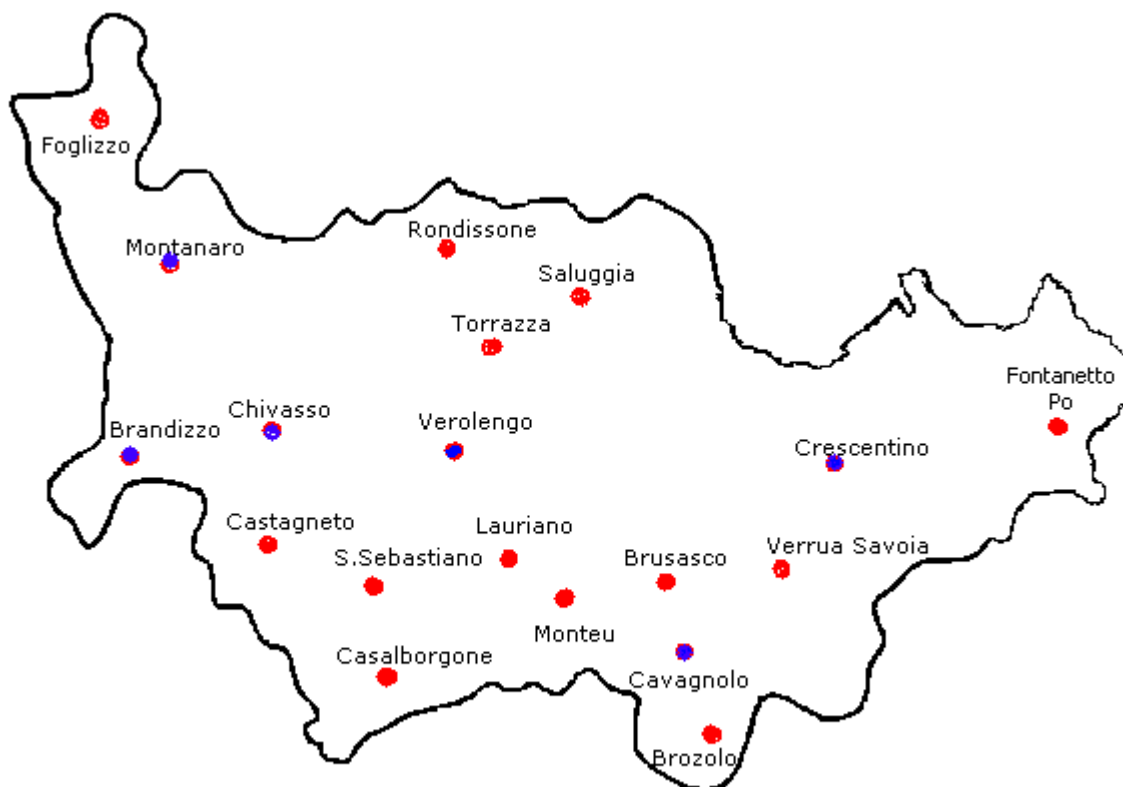 Foglizzo
Montanaro
Rondissone
Saluggia
Torrazza
Fontanetto
Po
Chivasso
Brandizzo
Verolengo
Crescentino
Castagneto
Lauriano
S.Sebastiano
Brusasco
Verrua Savoia
Monteu
Casalborgone
Cavagnolo
Brozolo